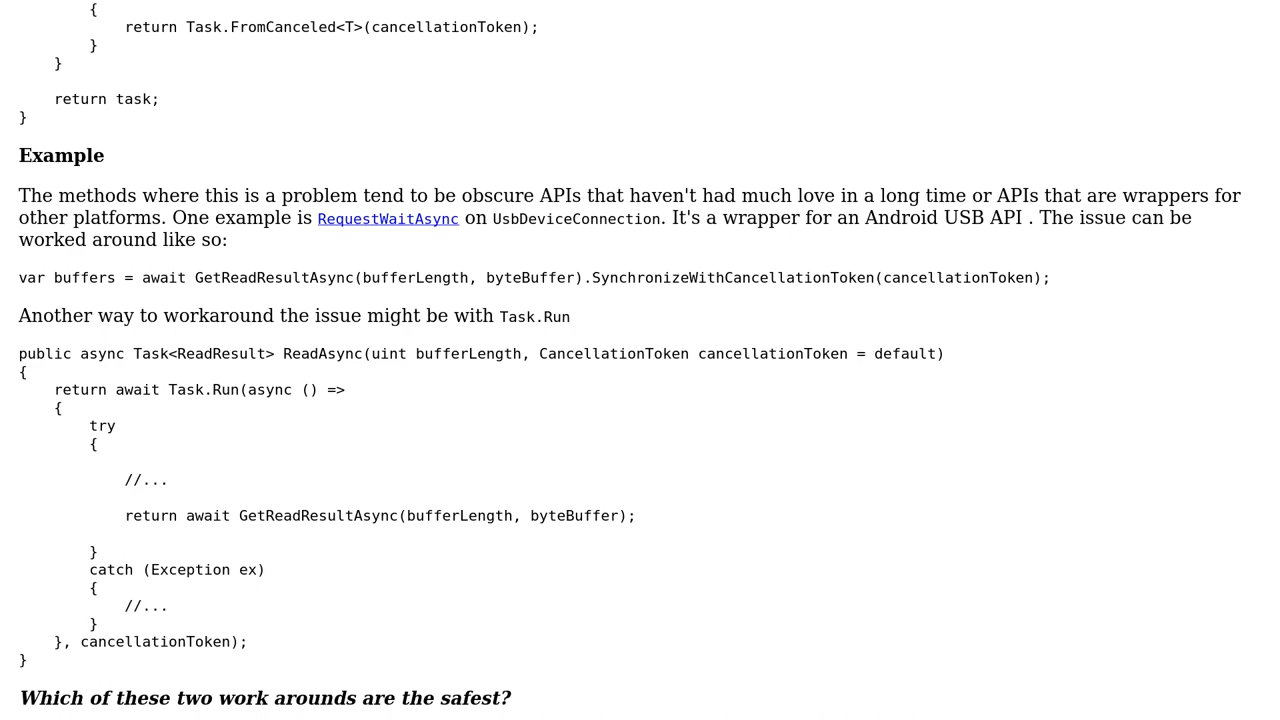 {
            return Task.FromCanceled<T>(cancellationToken);
        }
    }

    return task;
}
Example
The methods where this is a problem tend to be obscure APIs that haven't had much love in a long time or APIs that are wrappers for
other platforms. One example is RequestWaitAsync on UsbDeviceConnection. It's a wrapper for an Android USB API . The issue can be
worked around like so:
var buffers = await GetReadResultAsync(bufferLength, byteBuffer).SynchronizeWithCancellationToken(cancellationToken);
Another way to workaround the issue might be with Task.Run
public async Task<ReadResult> ReadAsync(uint bufferLength, CancellationToken cancellationToken = default)
{
    return await Task.Run(async () =>
    {
        try
        {

            //...

            return await GetReadResultAsync(bufferLength, byteBuffer);

        }
        catch (Exception ex)
        {
            //...
        }
    }, cancellationToken);
}
Which of these two work arounds are the safest?